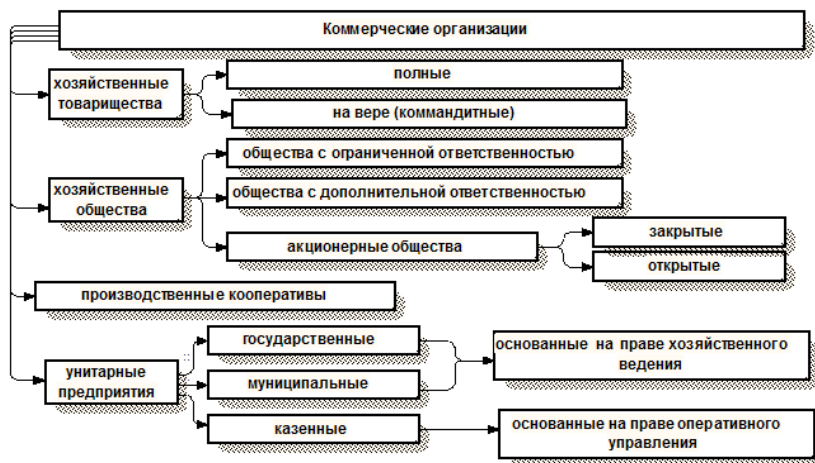 Коммерческие организации
хозяйственные
товарищества
полные
на вере (коммандитные)
хозяйственные
общества
общества с ограниченной ответственностью
общества с дополнительной ответственностью
акционерные общества
закрытые
открытые
производственные кооперативы
унитарные
предприятия
государственные
муниципальные
казенные
основанные на праве хозяйственного
ведения
основанные на праве оперативного
управления